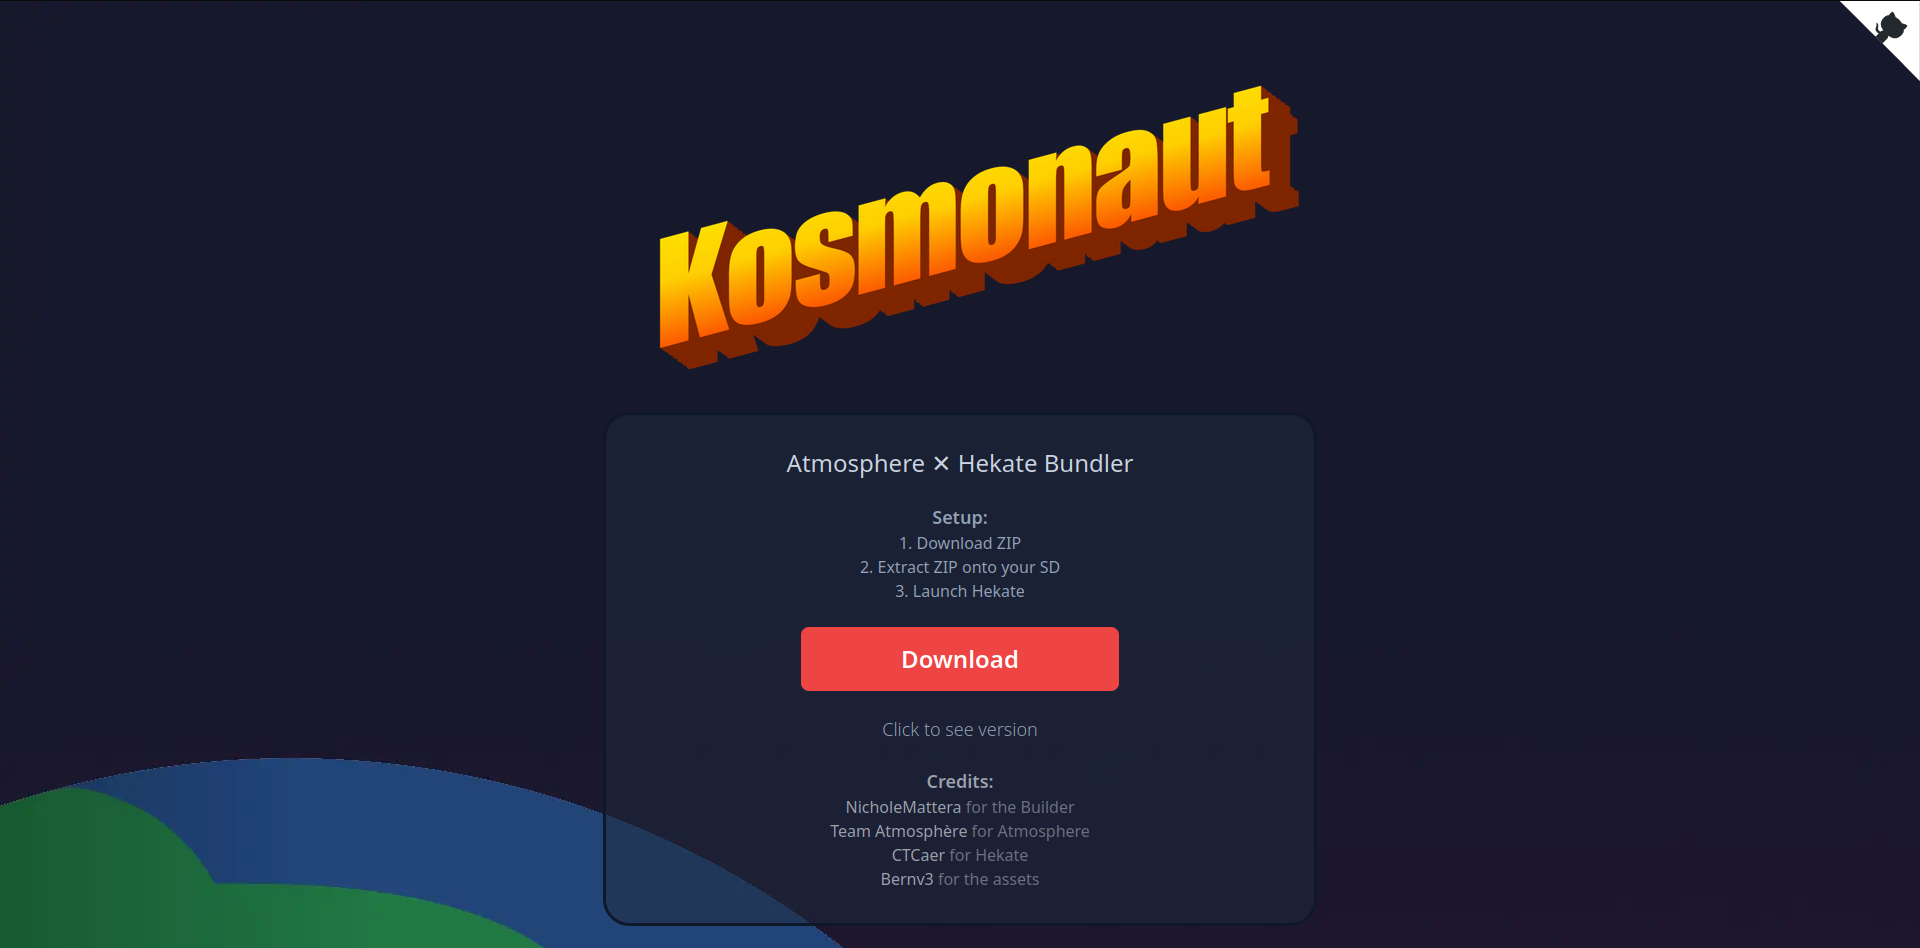 Kosmonaut
Atmosphere ✕ Hekate Bundler
Setup:
1. Download ZIP
2. Extract ZIP onto your SD
3. Launch Hekate
Download
Click to see version
Credits:
NicholeMattera for the Builder
Team Atmosphère for Atmosphere
CTCaer for Hekate
Bernv3 for the assets